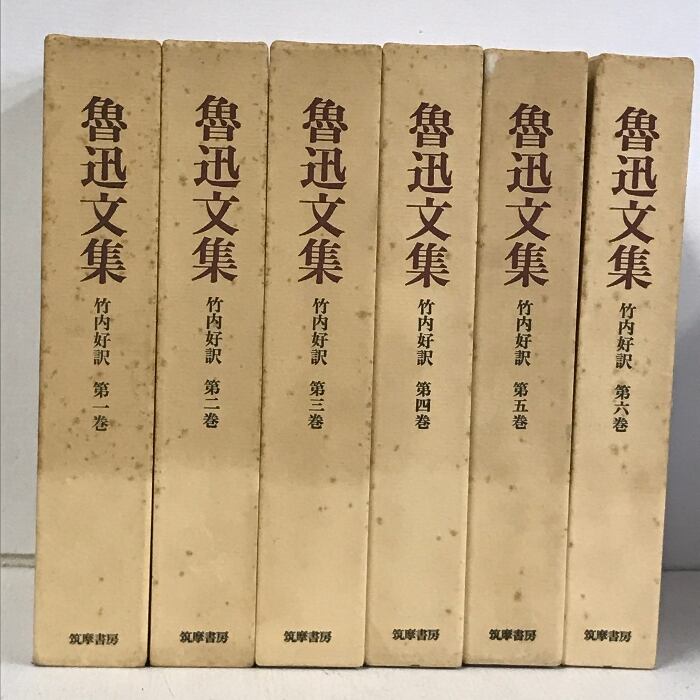 魯迅文集
竹内好訳 第一巻
筑摩書房
魯迅文集
竹内好訳 第二巻
筑摩書房
魯迅文集
竹内好訳 第三巻
筑摩書房
魯迅文集
竹内好訳 第四巻
筑摩書房
魯迅文集
竹内好訳 第五巻
筑摩書房
魯迅文集
竹内好訳 第六巻
筑摩書房